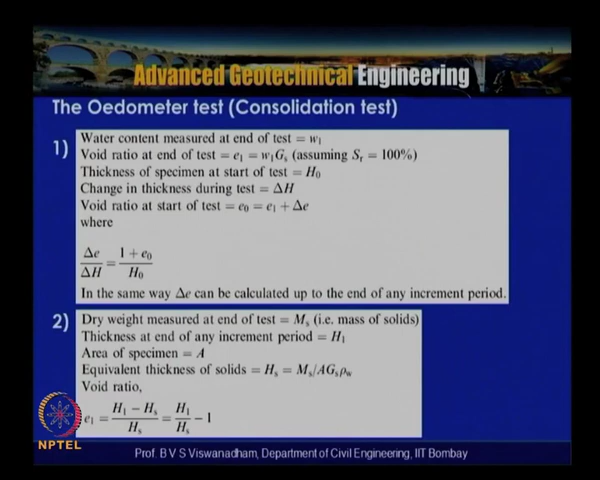 Advanced Geotechnical Engineering
The Oedometer test (Consolidation test)
1)
Water content measured at end of test = w₁
Void ratio at end of test = e₁ = w₁Gₛ (assuming Sᵣ = 100%)
Thickness of specimen at start of test = H₀
Change in thickness during test = ΔH
Void ratio at start of test = e₀ = e₁ + Δe
where
Δe/ΔH = (1 + e₀)/H₀
In the same way Δe can be calculated up to the end of any increment period.
2)
Dry weight measured at end of test = Mₛ (i.e. mass of solids)
Thickness at end of any increment period = H₁
Area of specimen = A
Equivalent thickness of solids = Hₛ = Mₛ/AGₛρ_w
Void ratio,
e₁ = (H₁ − Hₛ)/Hₛ = H₁/Hₛ − 1
NPTEL
Prof. B V S Viswanadham, Department of Civil Engineering, IIT Bombay